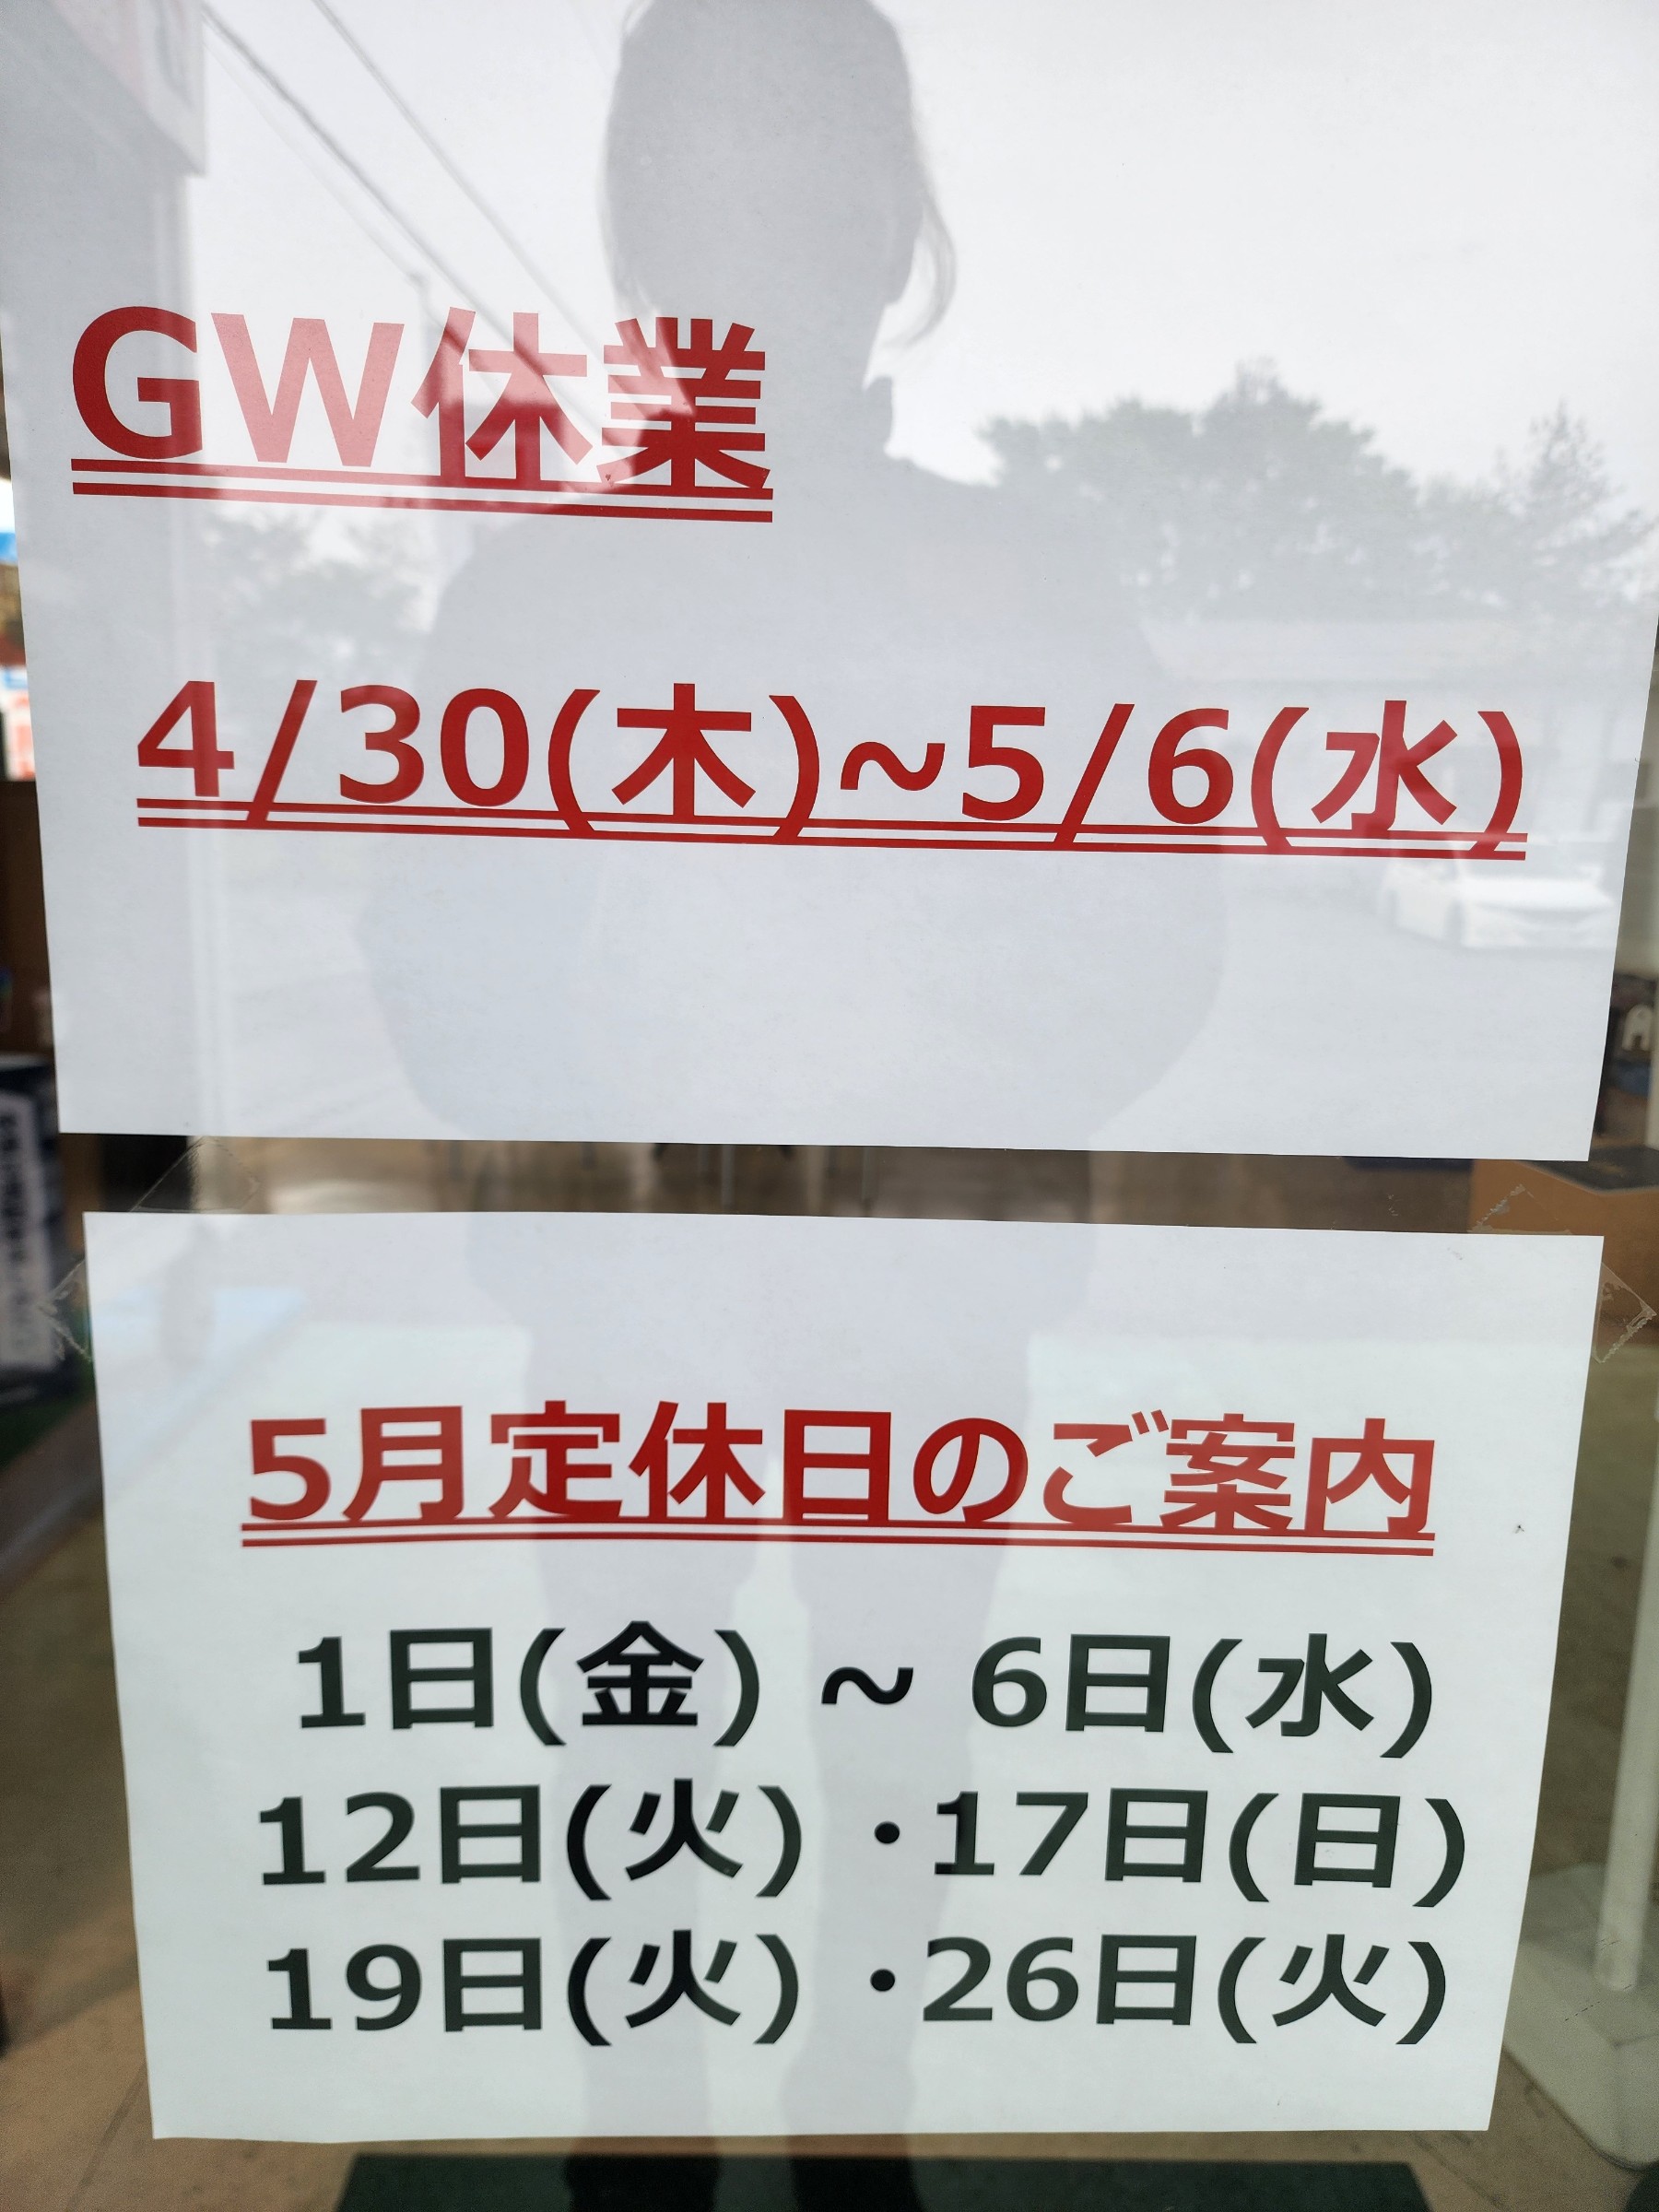 GW休業
4/30(木)~5/6(水)
5月定休日のご案内
1日(金) ~ 6日(水)
12日(火) ・17日(日)
19日(火) ・26日(火)